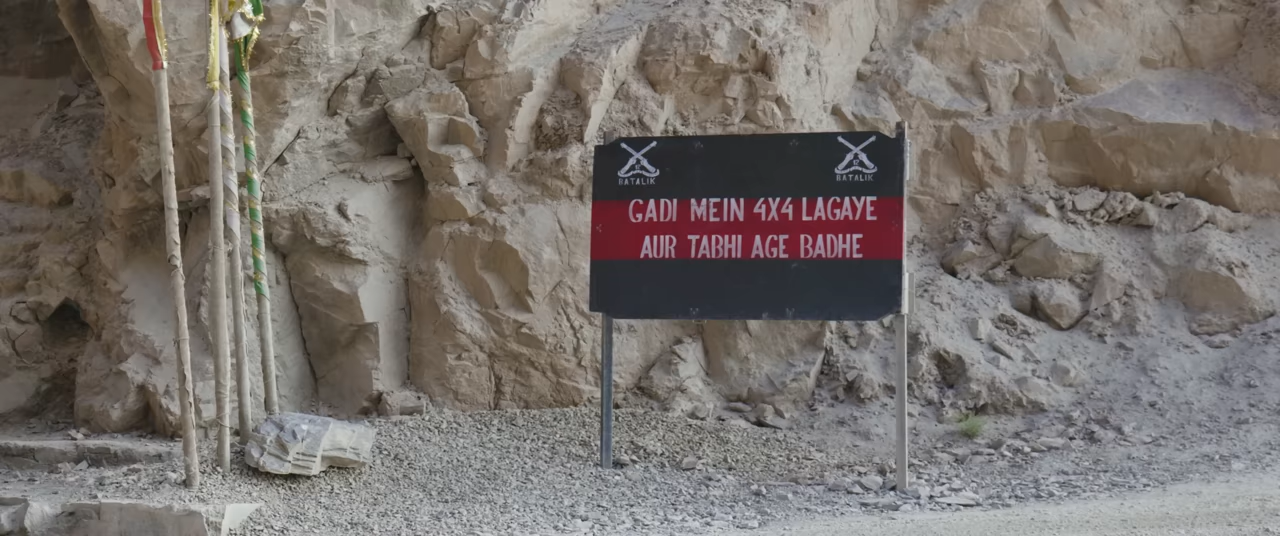 BATALIK
BATALIK
GADI MEIN 4X4 LAGAYE
AUR TABHI AGE BADHE